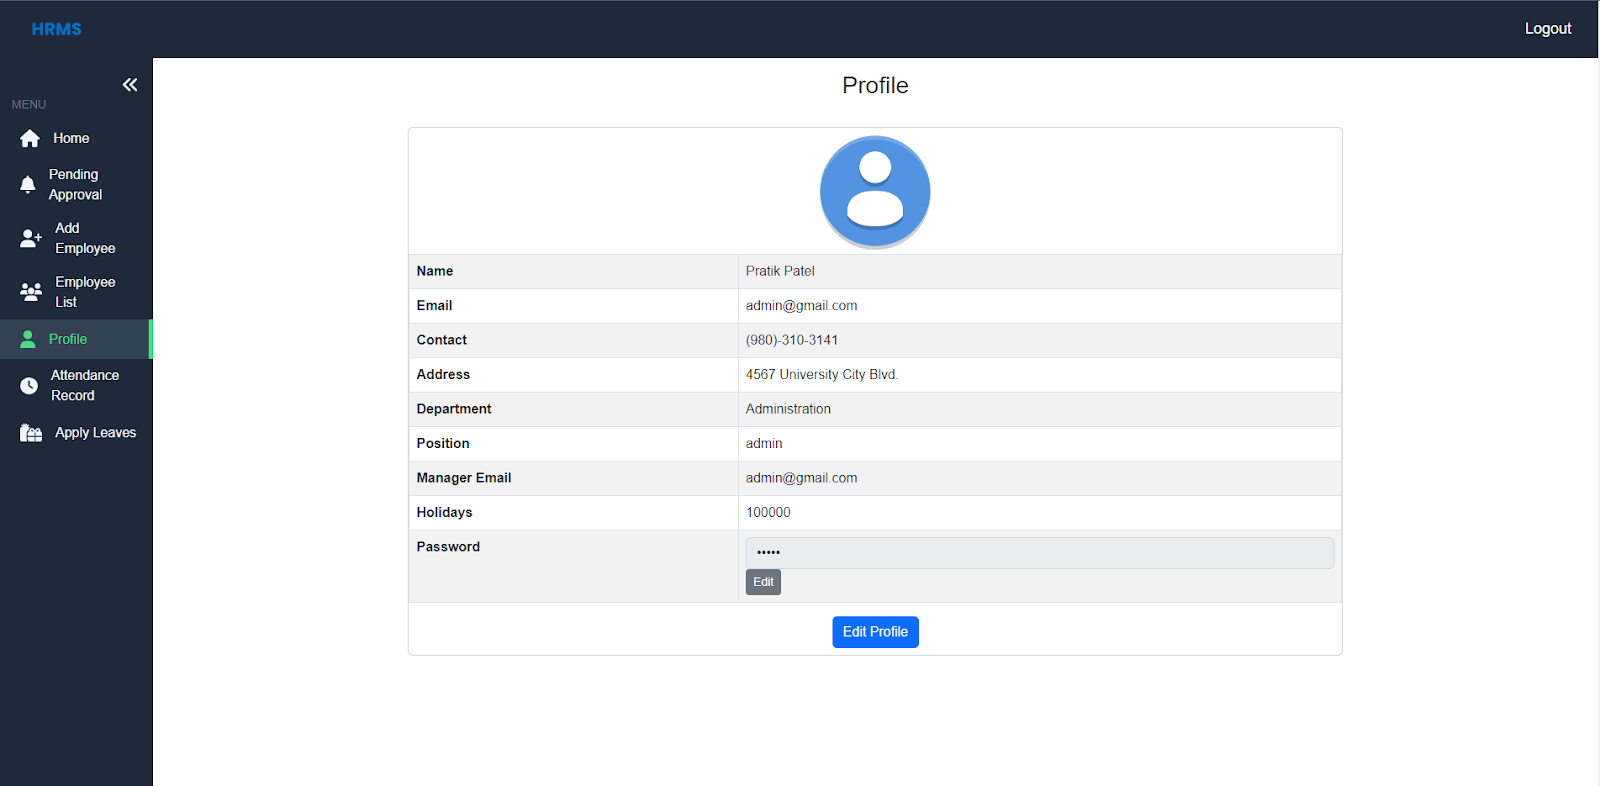 HRMS
Logout
MENU
Home
Pending
Approval
Add
Employee
Employee
List
Profile
Attendance
Record
Apply Leaves
Profile
Name Pratik Patel
Email admin@gmail.com
Contact (980)-310-3141
Address 4567 University City Blvd.
Department Administration
Position admin
Manager Email admin@gmail.com
Holidays 100000
Password •••••
Edit
Edit Profile